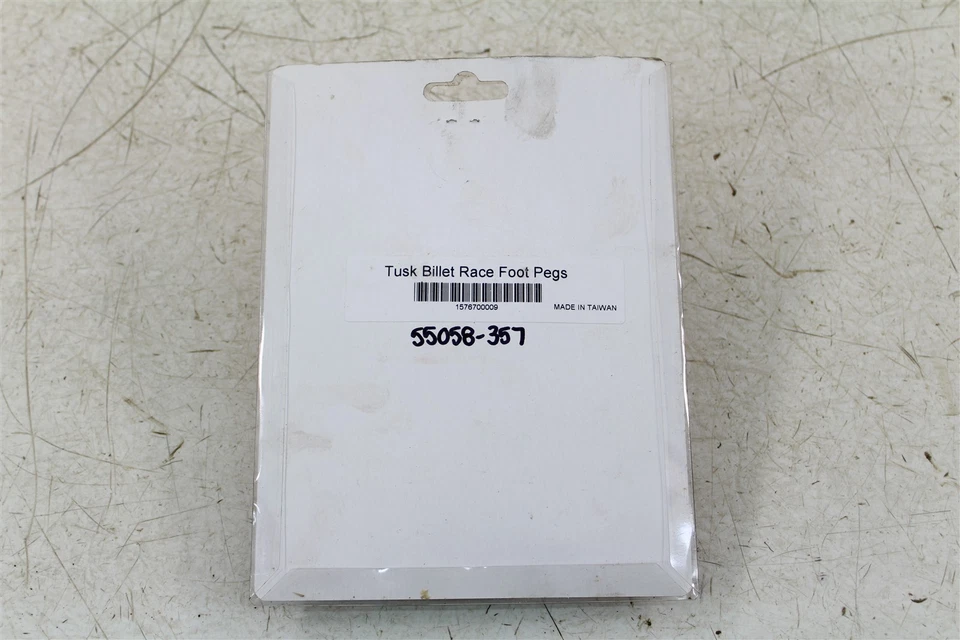 Tusk Billet Race Foot Pegs
1576700009 MADE IN TAIWAN
55058-357